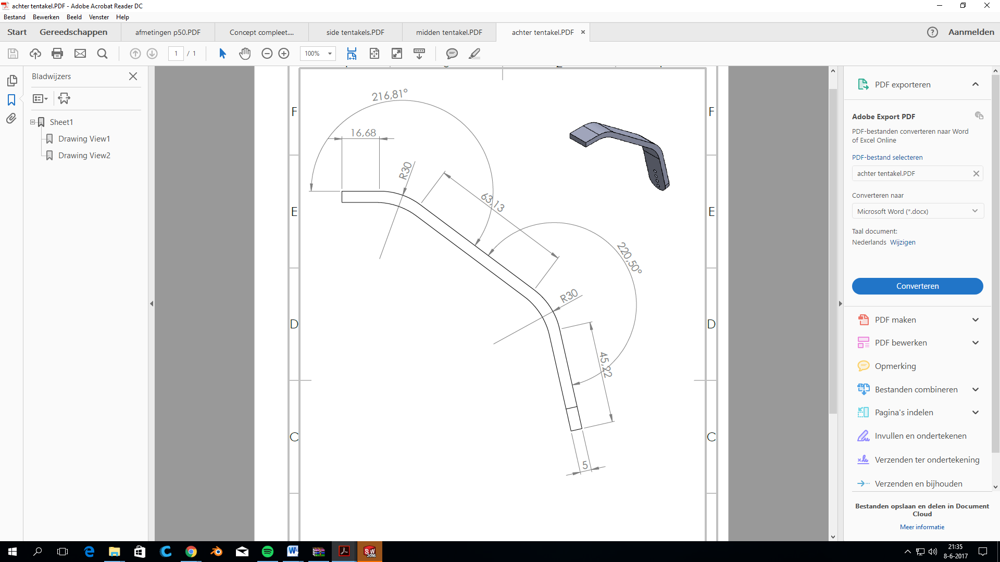 achter tentakel.PDF - Adobe Acrobat Reader DC
Bestand Bewerken Beeld Venster Help
Start Gereedschappen afmetingen p50.PDF Concept compleet.... side tentakels.PDF midden tentakel.PDF achter tentakel.PDF Aanmelden
1 / 1 100%
Bladwijzers
Sheet1
Drawing View1
Drawing View2
216,81°
16,68
R30
63,13
220,50°
R30
45,22
5
F F
E E
D D
C C
PDF exporteren
Adobe Export PDF
PDF-bestanden converteren naar Word
of Excel Online
PDF-bestand selecteren
achter tentakel.PDF
Converteren naar
Microsoft Word (*.docx)
Taal document:
Nederlands Wijzigen
Converteren
PDF maken
PDF bewerken
Opmerking
Bestanden combineren
Pagina's indelen
Invullen en ondertekenen
Verzenden ter ondertekening
Verzenden en bijhouden
Bestanden opslaan en delen in Document
Cloud
Meer informatie
SW
2016
21:35
8-6-2017